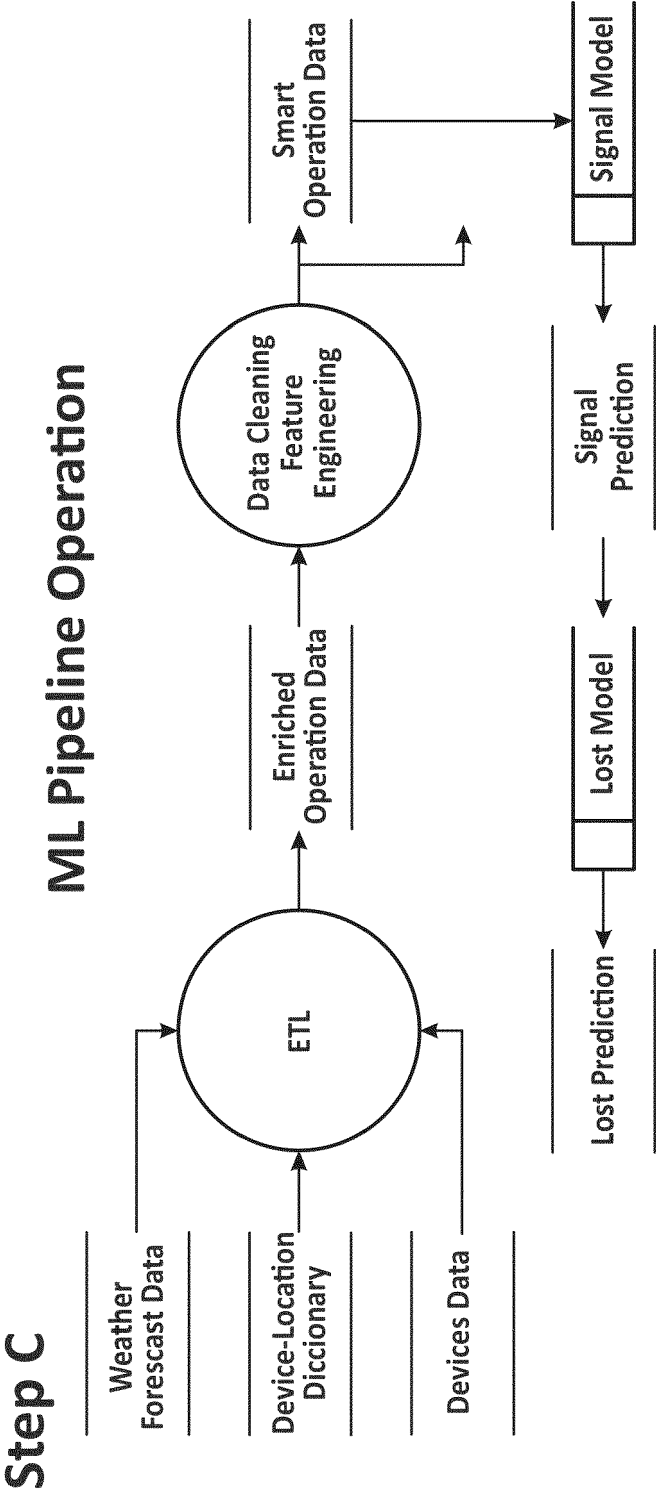 Step C
ML Pipeline Operation
Weather
Forescast Data
Device-Location
Diccionary
Devices Data
ETL
Enriched
Operation Data
Data Cleaning
Feature
Engineering
Smart
Operation Data
Lost Prediction
Lost Model
Signal
Prediction
Signal Model